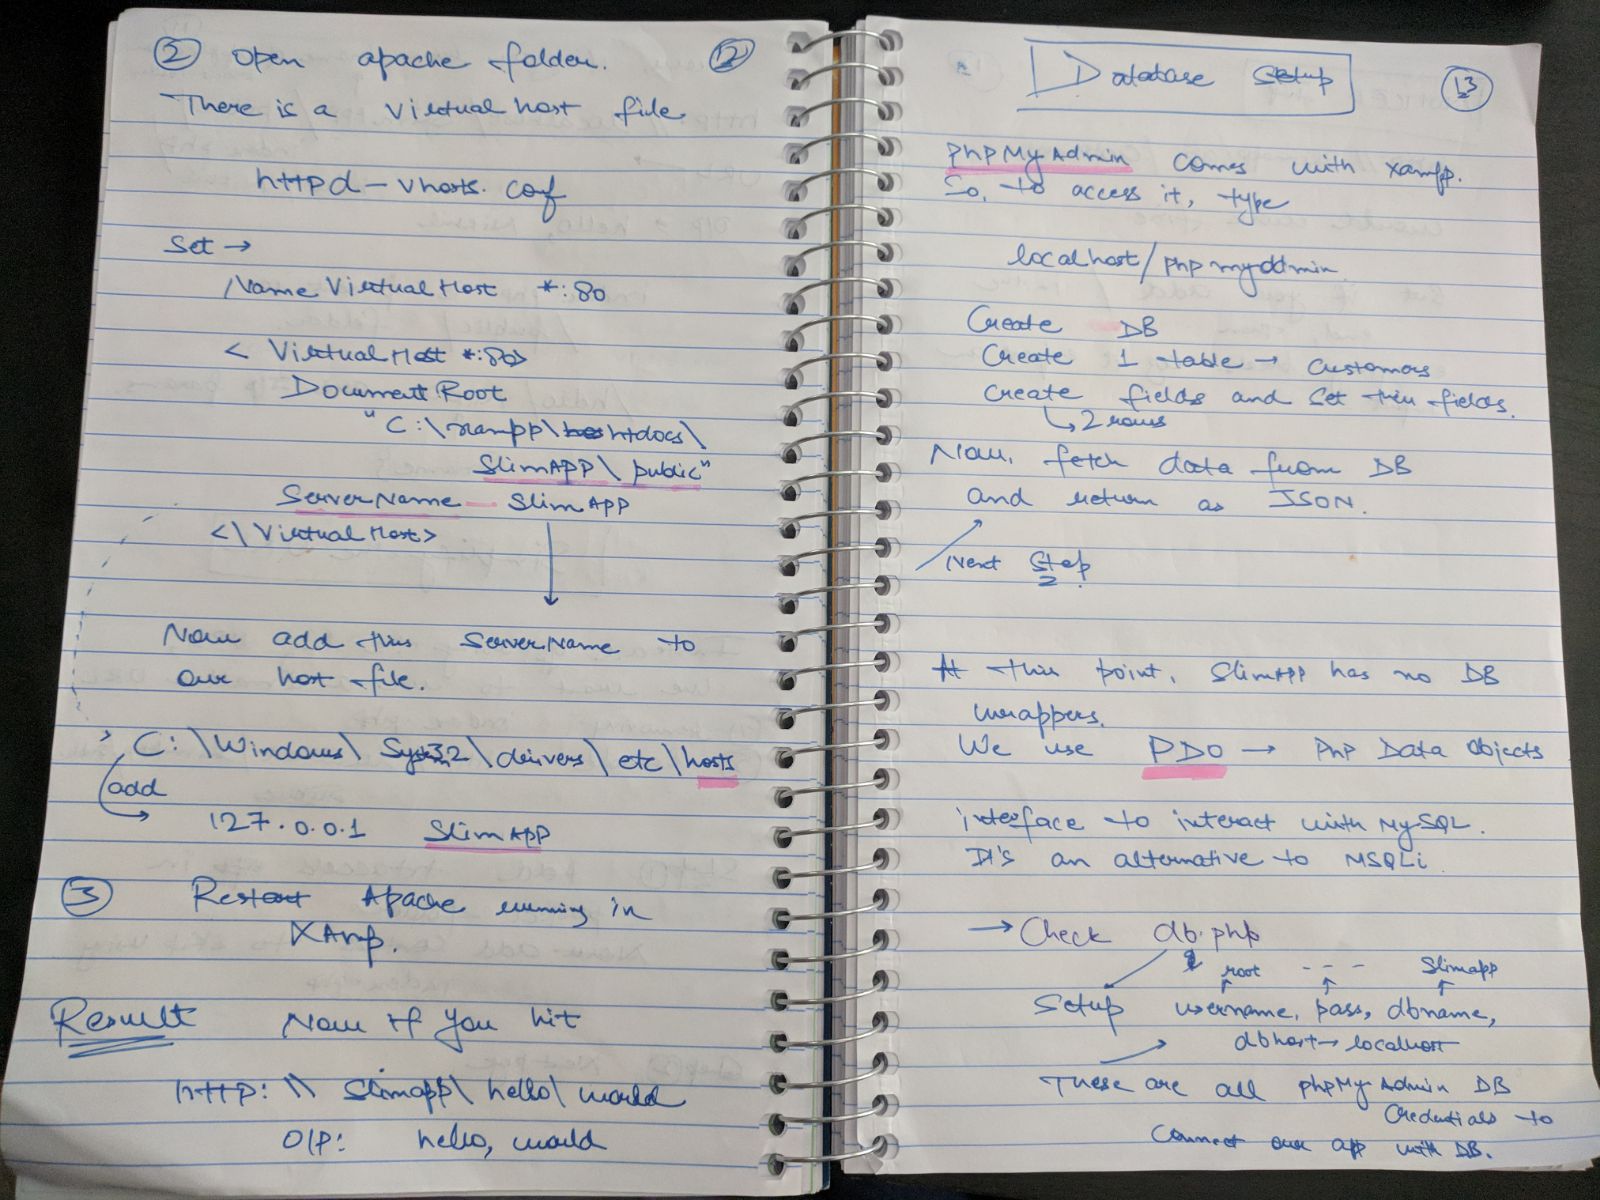 ② Open apache folder. ⑫
There is a Virtual host file
httpd-vhosts.conf
Set →
NameVirtualHost *:80
< VirtualHost *:80>
Document Root
"C:\xampp\htdocs\
SlimAPP\public"
ServerName — SlimAPP
<\ VirtualHost>
Now add this ServerName to
our host file.
C:\Windows\System32\drivers\etc\hosts
add
127.0.0.1 SlimAPP
③ Restart Apache running in
XAmp.
Result Now if you hit
http:\\ Slimapp\hello\world
O/P: hello, world
Database Setup ⑬
phpMyAdmin comes with xampp.
So, to access it, type
localhost/phpmyadmin
Create DB
Create 1 table → customers
Create fields and set this fields.
↳ 2 rows
Now, fetch data from DB
and return as JSON.
Next Step
At this point, SlimAPP has no DB
wrappers.
We use PDO → Php Data Objects
interface to interact with MySQL.
It's an alternative to MSQLi
→ Check db.php
root --- Slimapp
Setup username, pass, dbname,
dbhost → localhost
These are all phpMyAdmin DB
Credentials to
Connect our app with DB.